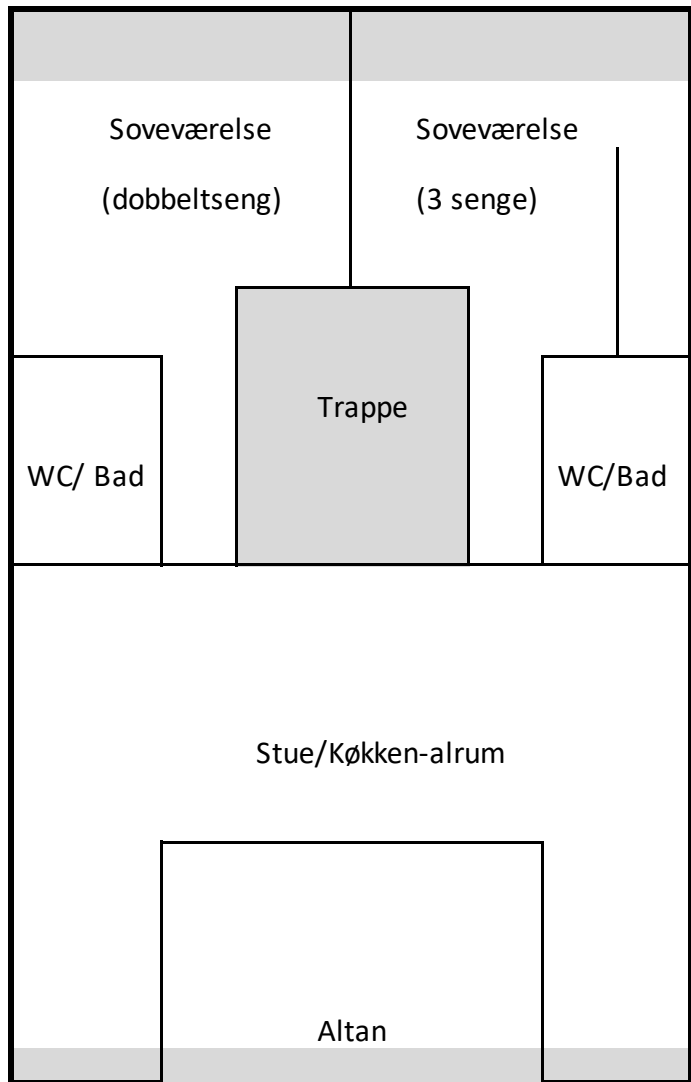 Soveværelse
Soveværelse
(dobbeltseng)
(3 senge)
Trappe
WC/ Bad
WC/Bad
Stue/Køkken-alrum
Altan